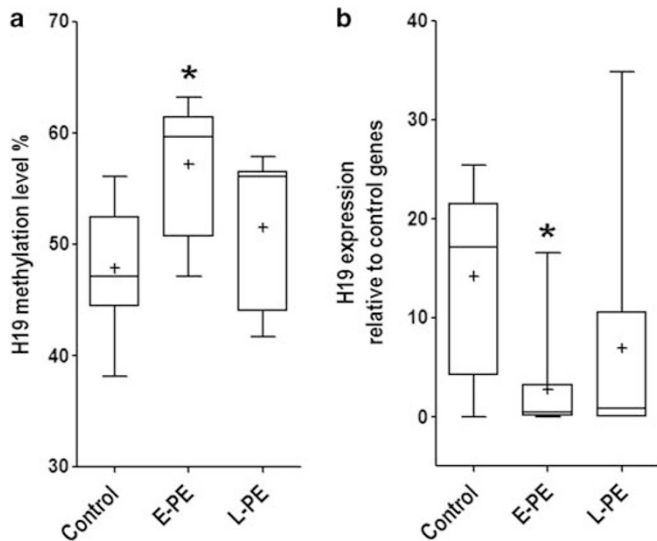 a
H19 methylation level %
70
60
50
40
30
*
Control
E-PE
L-PE
b
H19 expression
relative to control genes
40
30
20
10
0
*
Control
E-PE
L-PE